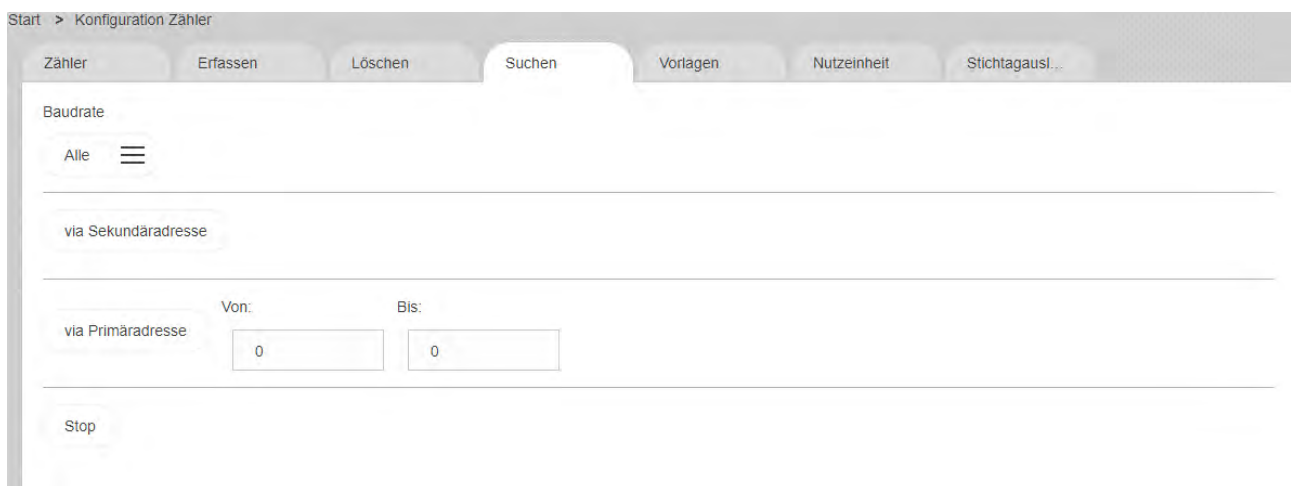 Start > Konfiguration Zähler
Zähler Erfassen Löschen Suchen Vorlagen Nutzeinheit Stichtagausl...
Baudrate
Alle
via Sekundäradresse
Von: Bis:
via Primäradresse 0 0
Stop